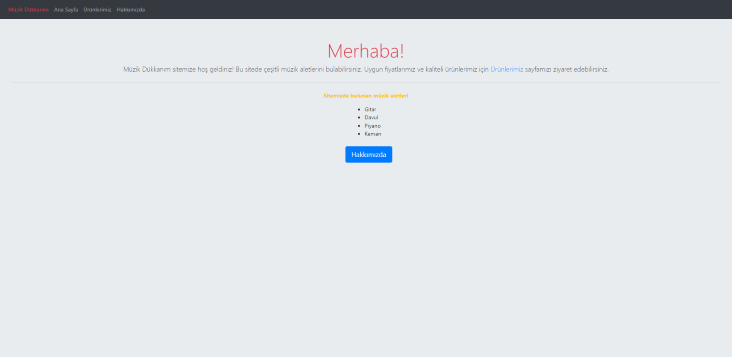 Müzik Dükkanım Ana Sayfa Ürünlerimiz Hakkımızda
Merhaba!
Müzik Dükkanım sitemize hoş geldiniz! Bu sitede çeşitli müzik aletlerini bulabilirsiniz. Uygun fiyatlarımız ve kaliteli ürünlerimiz için Ürünlerimiz sayfamızı ziyaret edebilirsiniz.
Sitemizde bulunan müzik aletleri
Gitar
Davul
Piyano
Keman
Hakkımızda